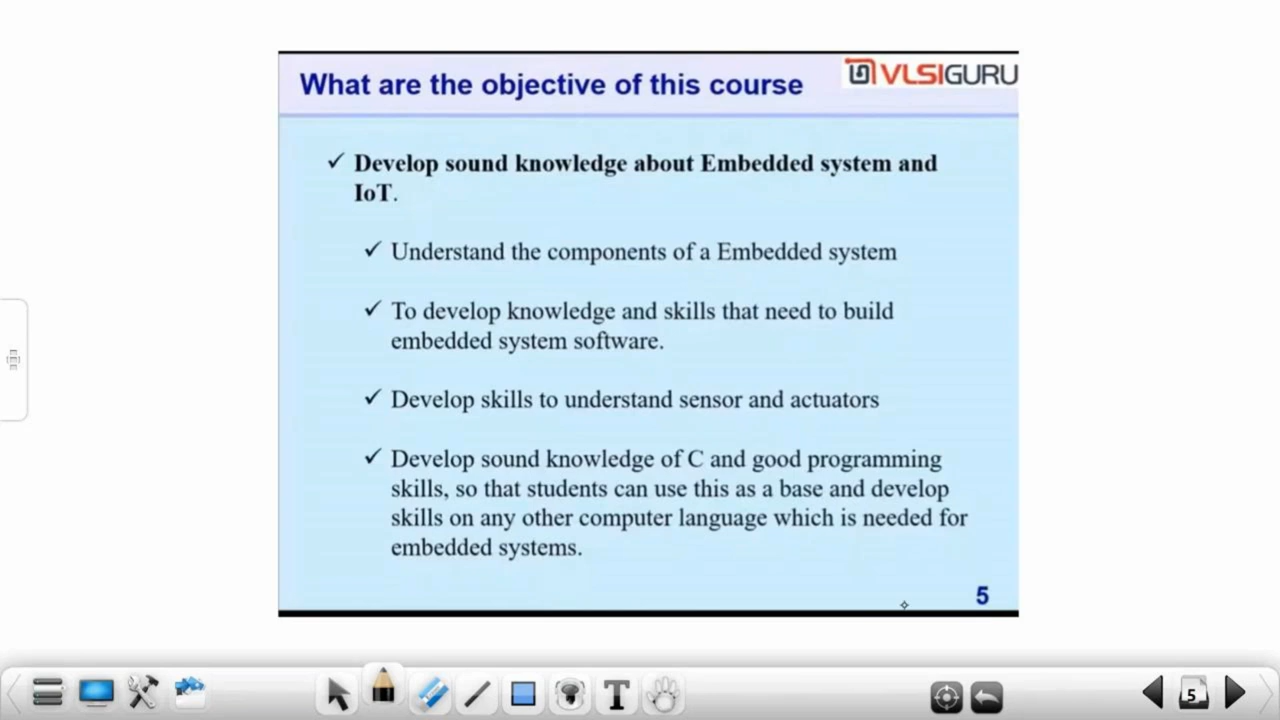 What are the objective of this course
VLSIGURU
✓ Develop sound knowledge about Embedded system and
IoT.
✓ Understand the components of a Embedded system
✓ To develop knowledge and skills that need to build
embedded system software.
✓ Develop skills to understand sensor and actuators
✓ Develop sound knowledge of C and good programming
skills, so that students can use this as a base and develop
skills on any other computer language which is needed for
embedded systems.
5
T
5